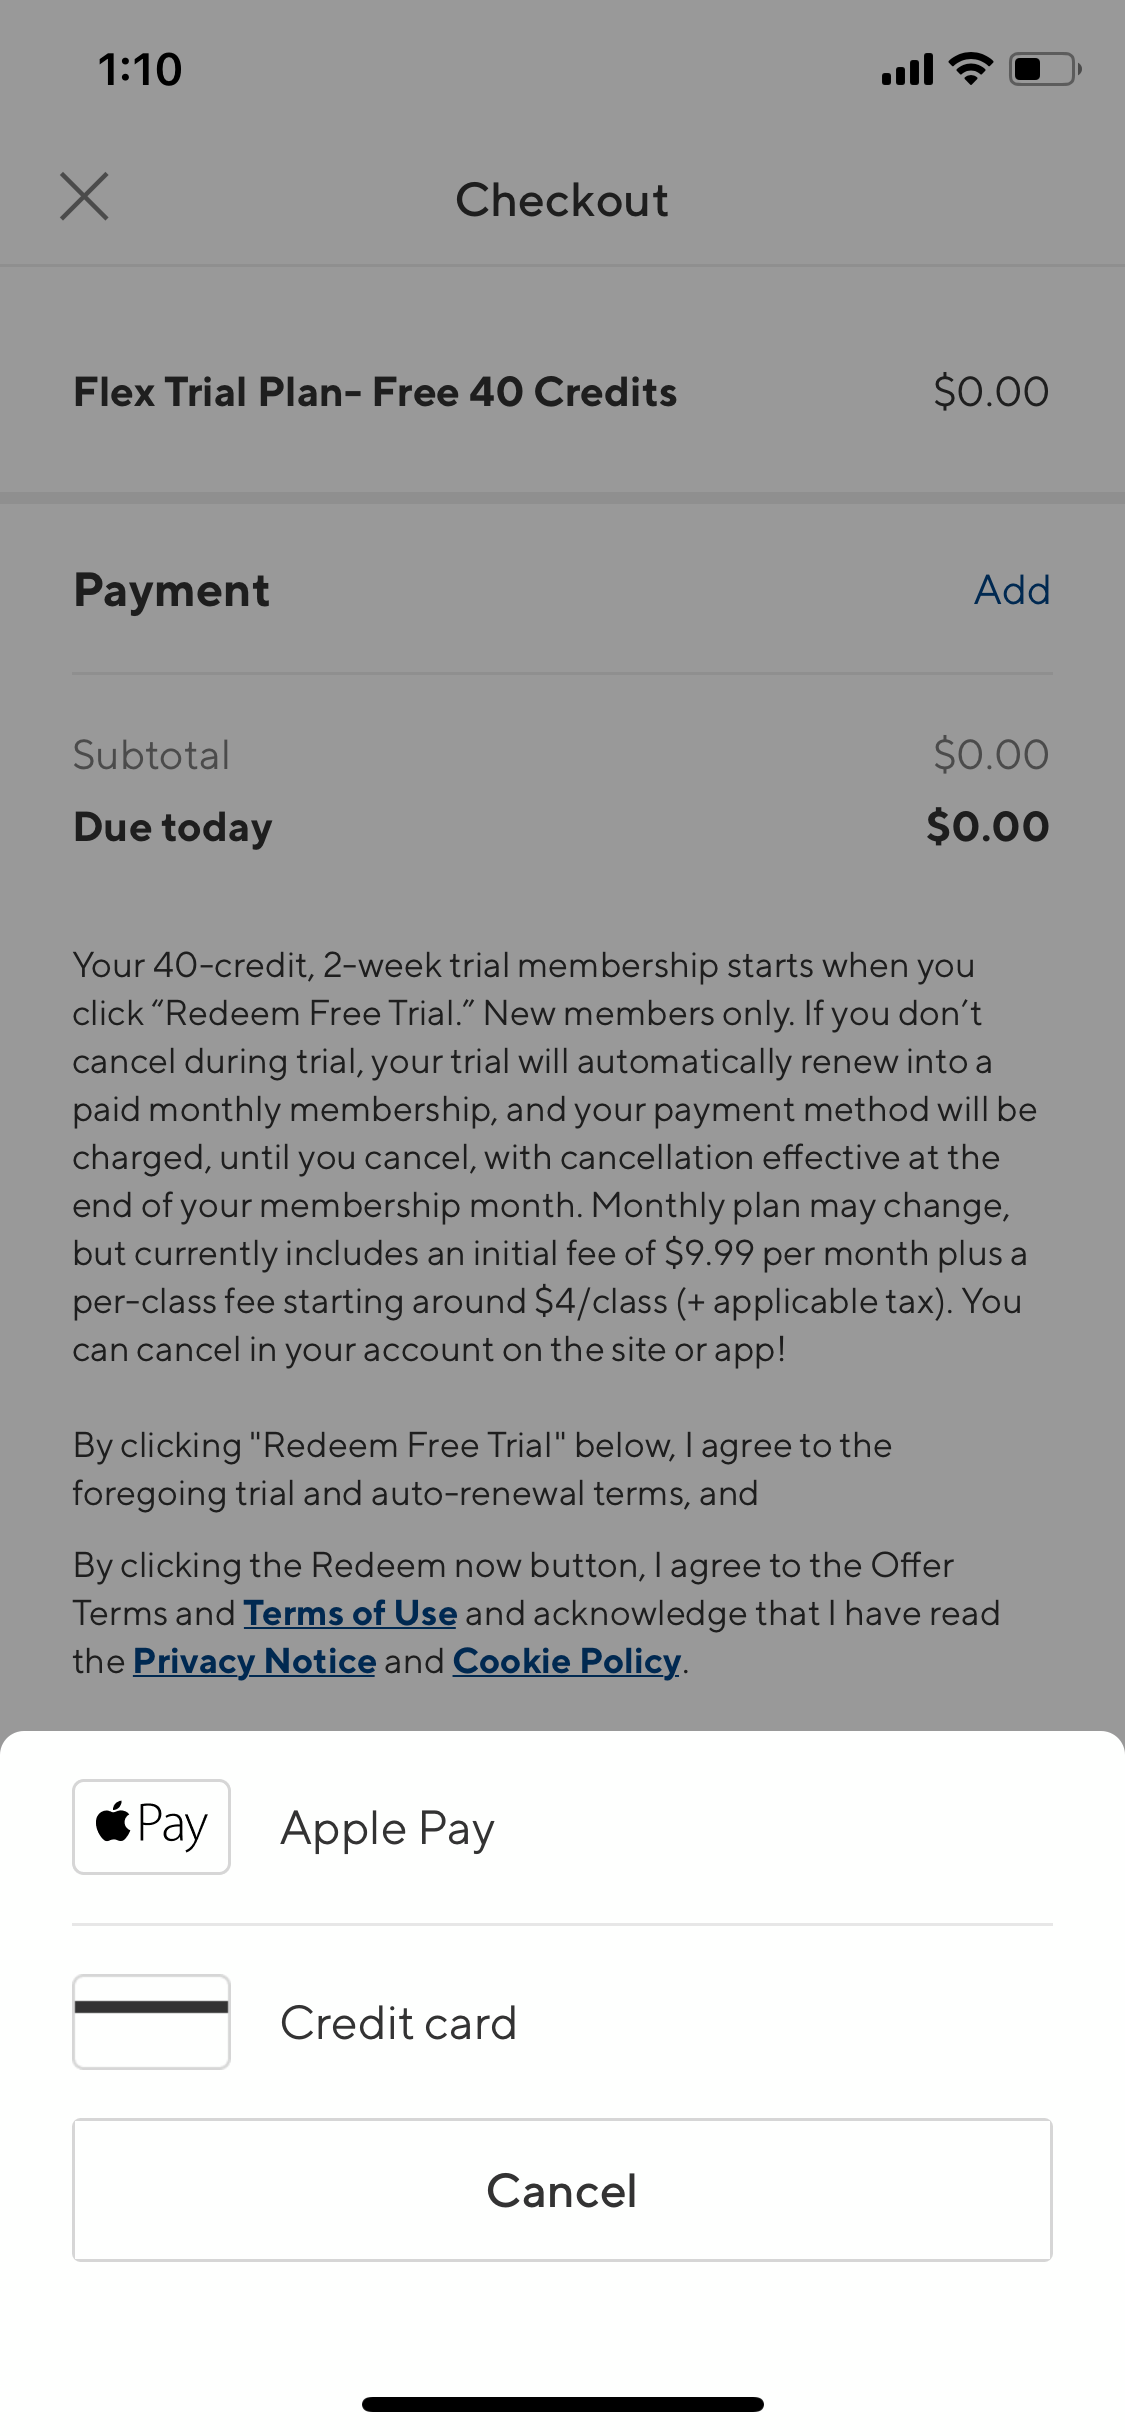 1:10
Checkout
Flex Trial Plan- Free 40 Credits $0.00
Payment Add
Subtotal $0.00
Due today $0.00
Your 40-credit, 2-week trial membership starts when you
click “Redeem Free Trial.” New members only. If you don’t
cancel during trial, your trial will automatically renew into a
paid monthly membership, and your payment method will be
charged, until you cancel, with cancellation effective at the
end of your membership month. Monthly plan may change,
but currently includes an initial fee of $9.99 per month plus a
per-class fee starting around $4/class (+ applicable tax). You
can cancel in your account on the site or app!
By clicking "Redeem Free Trial" below, I agree to the
foregoing trial and auto-renewal terms, and
By clicking the Redeem now button, I agree to the Offer
Terms and Terms of Use and acknowledge that I have read
the Privacy Notice and Cookie Policy.
Pay Apple Pay
Credit card
Cancel